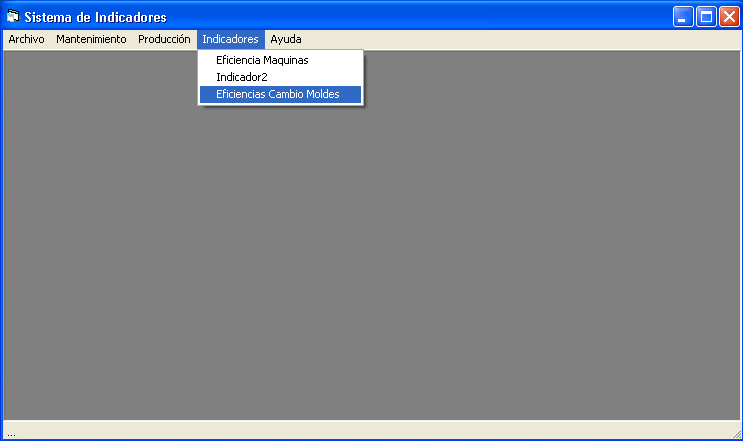 Sistema de Indicadores
Archivo Mantenimiento Producción Indicadores Ayuda
Eficiencia Maquinas
Indicador2
Eficiencias Cambio Moldes
...